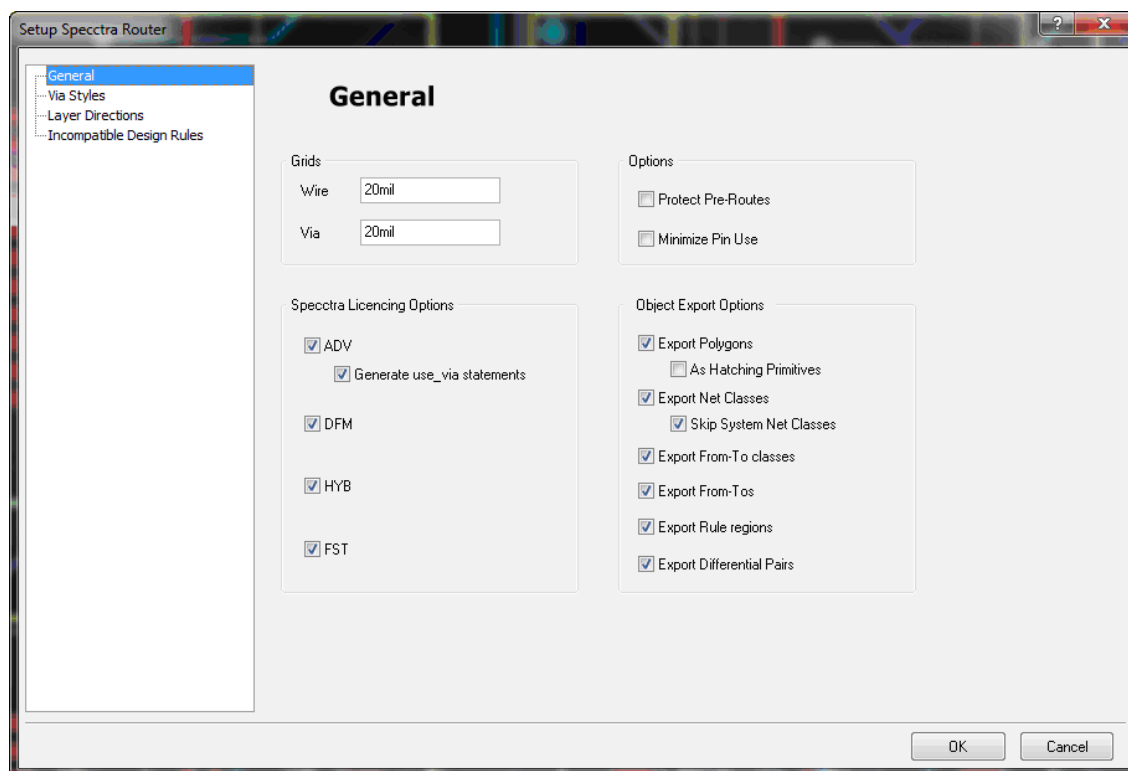 Setup Specctra Router
?
General
Via Styles
Layer Directions
Incompatible Design Rules
General
Grids
Wire 20mil
Via 20mil
Options
Protect Pre-Routes
Minimize Pin Use
Specctra Licencing Options
ADV
Generate use_via statements
DFM
HYB
FST
Object Export Options
Export Polygons
As Hatching Primitives
Export Net Classes
Skip System Net Classes
Export From-To classes
Export From-Tos
Export Rule regions
Export Differential Pairs
OK Cancel